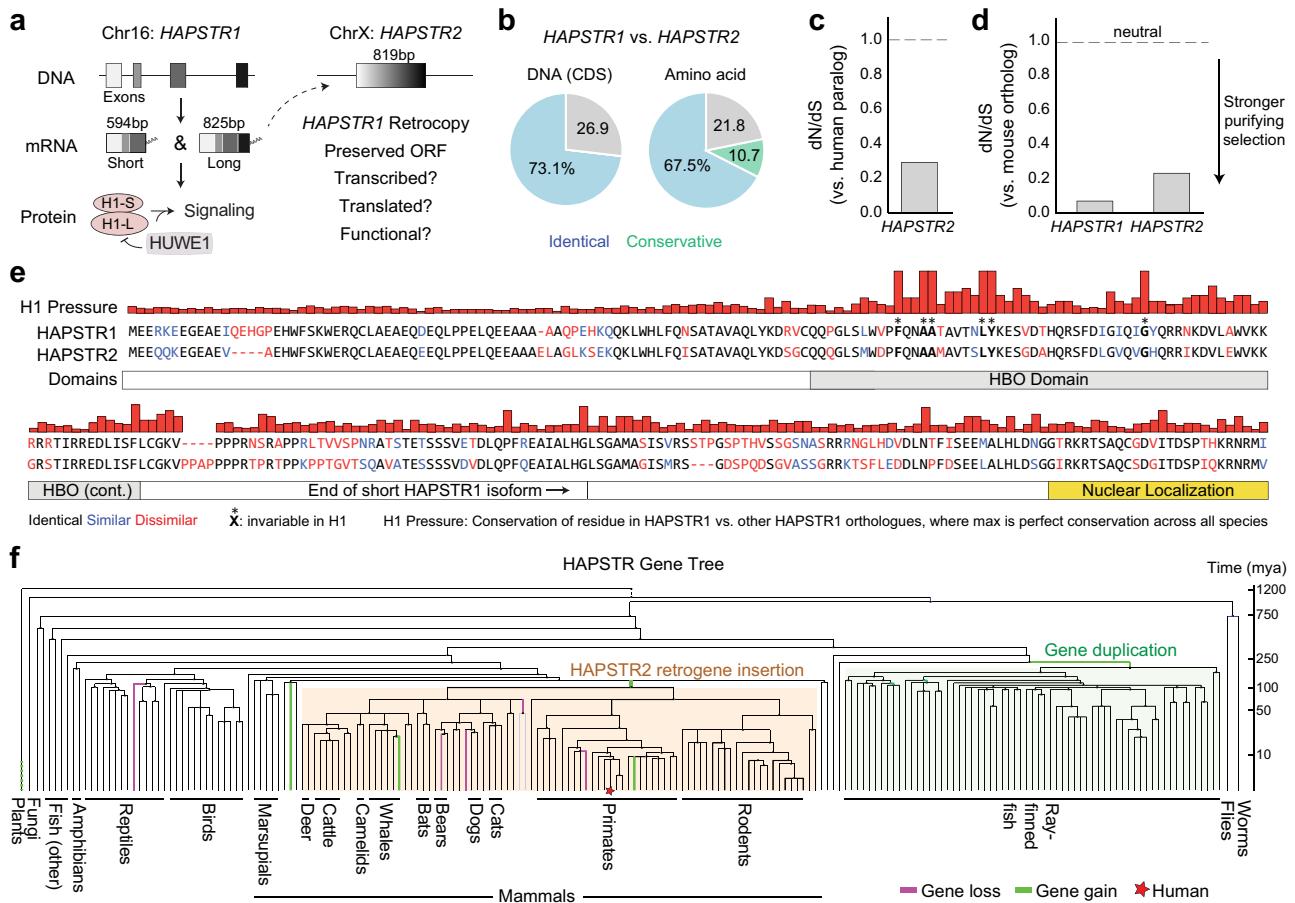 a
Chr16: HAPSTR1
ChrX: HAPSTR2
DNA
Exons
819bp
mRNA
594bp
825bp
&
Short
Long
AAAA
AAAA
Protein
H1-S
H1-L
Signaling
HUWE1
HAPSTR1 Retrocopy
Preserved ORF
Transcribed?
Translated?
Functional?
b
HAPSTR1 vs. HAPSTR2
DNA (CDS)
Amino acid
26.9
73.1%
21.8
10.7
67.5%
Identical Conservative
c
dN/dS
(vs. human paralog)
1.0
0.8
0.6
0.4
0.2
0.0
HAPSTR2
d
dN/dS
(vs. mouse ortholog)
1.0
0.8
0.6
0.4
0.2
0.0
neutral
HAPSTR1 HAPSTR2
Stronger
purifying
selection
e
H1 Pressure
* ** ** *
HAPSTR1 MEERKEEGEAEIQEHGPEHWFSKWERQCLAEAEQDEQLPPELQEEAAA-AAQPEHKQQKLWHLFQNSATAVAQLYKDRVCQQPGLSLWVPFQNAATAVTNLYKESVDTHQRSFDIGIQIGYQRRNKDVLAWVKK
HAPSTR2 MEEQQKEGEAEV----AEHWFSKWERQCLAEAEQEEQLPPELQEEAAAELAGLKSEKQKLWHLFQISATAVAQLYKDSGCQQQGLSMWDPFQNAAMAVTSLYKESGDAHQRSFDLGVQVGHQRRIKDVLEWVKK
Domains
HBO Domain
RRRTIRREDLISFLCGKV----PPPRNSRAPPRLTVVSPNRATSTETSSSVETDLQPFREAIALHGLSGAMASISVRSSTPGSPTHVSSGSNASRRRNGLHDVDLNTFISEEMALHLDNGGTRKRTSAQCGDVITDSPTHKRNRMI
GRSTIRREDLISFLCGKVPPAPPPPRTPRTPPKPPTGVTSQAVATESSSSVDVDLQPFQEAIALHGLSGAMAGISMRS---GDSPQDSGVASSGRRKTSFLEDDLNPFDSEELALHLDSGGIRKRTSAQCSDGITDSPIQKRNRMV
HBO (cont.)
End of short HAPSTR1 isoform →
Nuclear Localization
Identical Similar Dissimilar
*
X: invariable in H1
H1 Pressure: Conservation of residue in HAPSTR1 vs. other HAPSTR1 orthologues, where max is perfect conservation across all species
f
HAPSTR Gene Tree
Time (mya)
1200
750
250
100
50
10
HAPSTR2 retrogene insertion
Gene duplication
Plants
Fungi
Fish (other)
Amphibians
Reptiles
Birds
Marsupials
Deer
Cattle
Camelids
Whales
Bats
Bears
Dogs
Cats
Primates
Rodents
Ray-
finned
fish
Flies
Worms
Mammals
Gene loss
Gene gain
Human